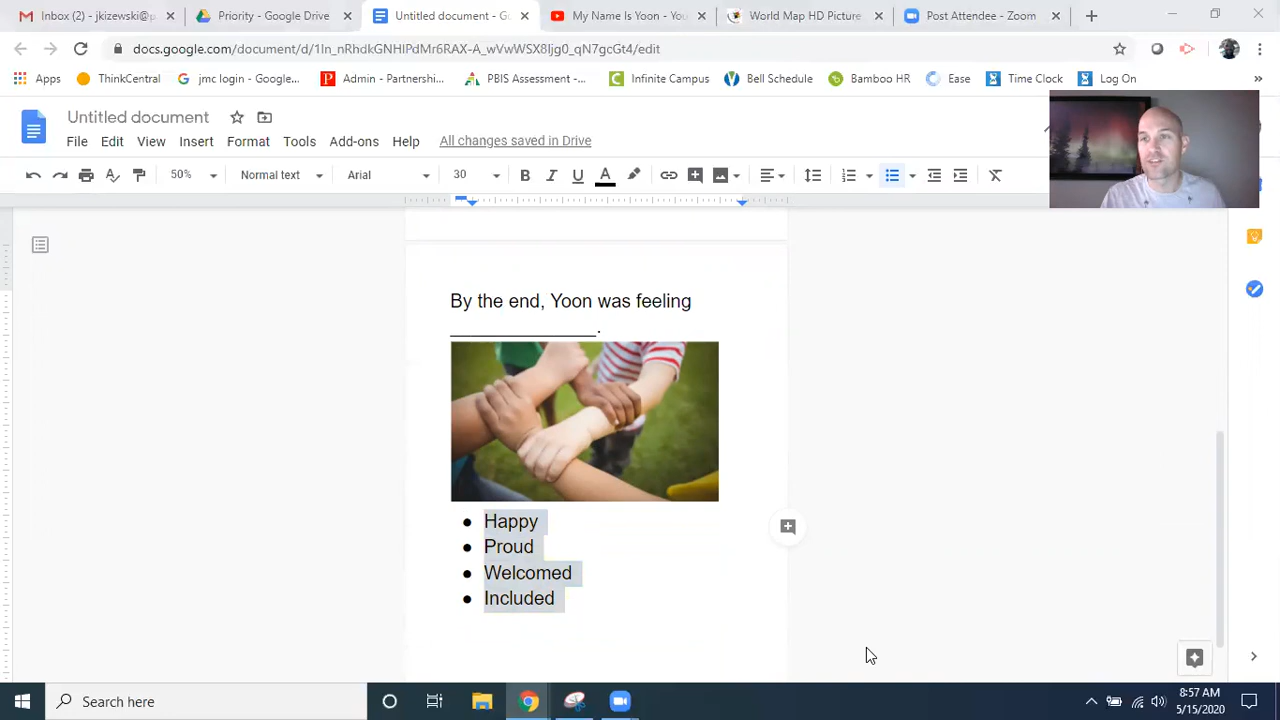 Inbox (2) - jkizewski@p
Priority - Google Drive
Untitled document - G
My Name Is Yoon - You
World Map HD Picture
Post Attendee - Zoom
docs.google.com/document/d/
/edit
Apps
ThinkCentral
jmc login - Google...
Admin - Partnershi...
PBIS Assessment -...
Infinite Campus
Bell Schedule
Bamboo HR
Ease
Time Clock
Log On
»
Untitled document
File Edit View Insert Format Tools Add-ons Help All changes saved in Drive
50% Normal text Arial 30 B I U A
By the end, Yoon was feeling
______________.
● Happy
● Proud
● Welcomed
● Included
Search here
8:57 AM
5/15/2020